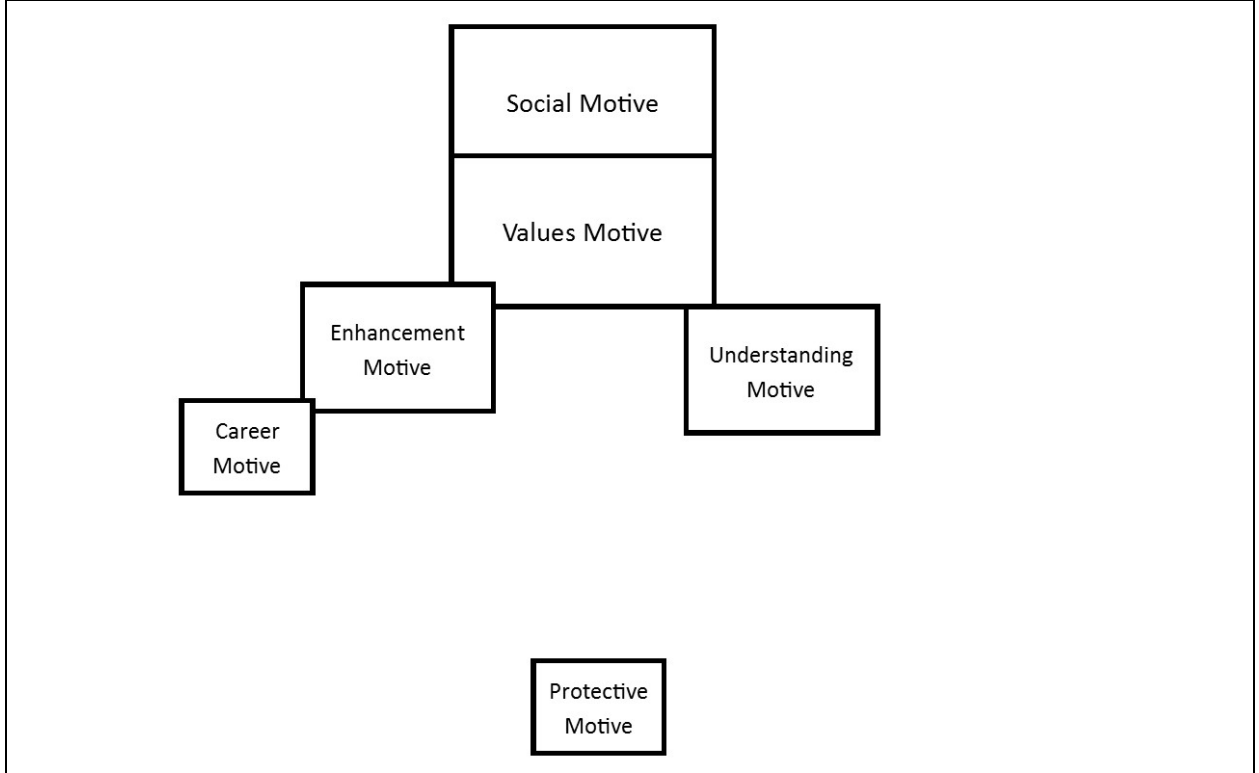 Social Motive
Values Motive
Enhancement
Motive
Understanding
Motive
Career
Motive
Protective
Motive